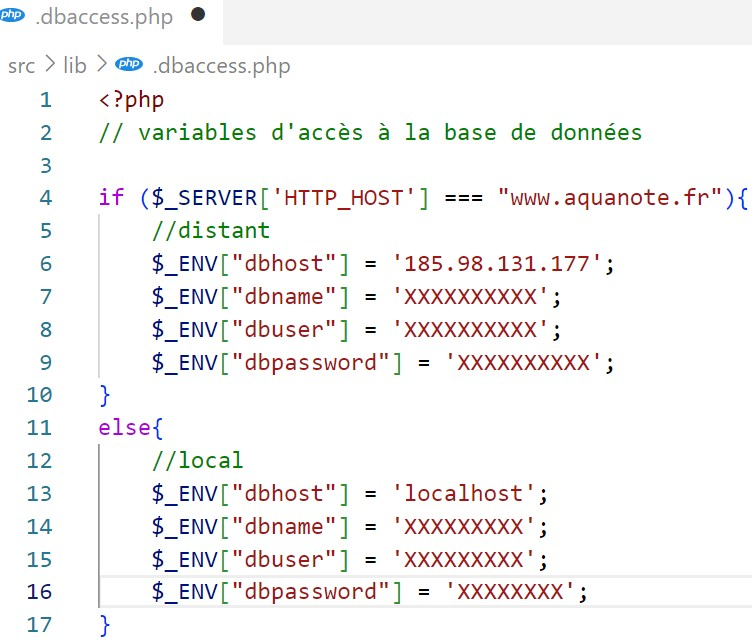 php .dbaccess.php ●
src > lib > php .dbaccess.php
1 <?php
2 // variables d'accès à la base de données
3
4 if ($_SERVER['HTTP_HOST'] === "www.aquanote.fr"){
5 //distant
6 $_ENV["dbhost"] = '185.98.131.177';
7 $_ENV["dbname"] = 'XXXXXXXXXX';
8 $_ENV["dbuser"] = 'XXXXXXXXXX';
9 $_ENV["dbpassword"] = 'XXXXXXXXXX';
10 }
11 else{
12 //local
13 $_ENV["dbhost"] = 'localhost';
14 $_ENV["dbname"] = 'XXXXXXXXX';
15 $_ENV["dbuser"] = 'XXXXXXXXX';
16 $_ENV["dbpassword"] = 'XXXXXXXX';
17 }